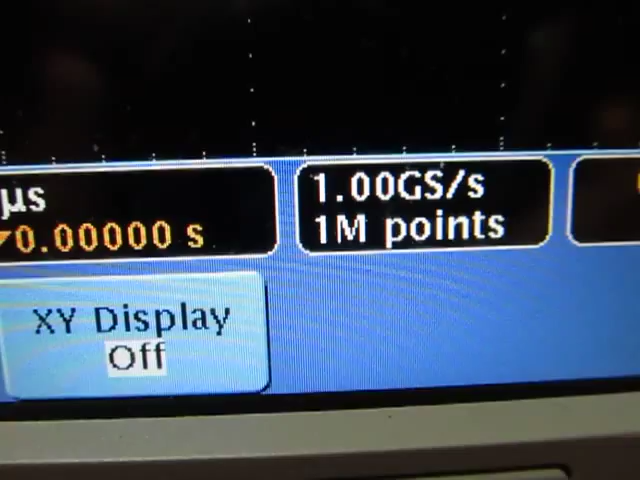 µs
0.00000 s
1.00GS/s
1M points
XY Display
Off